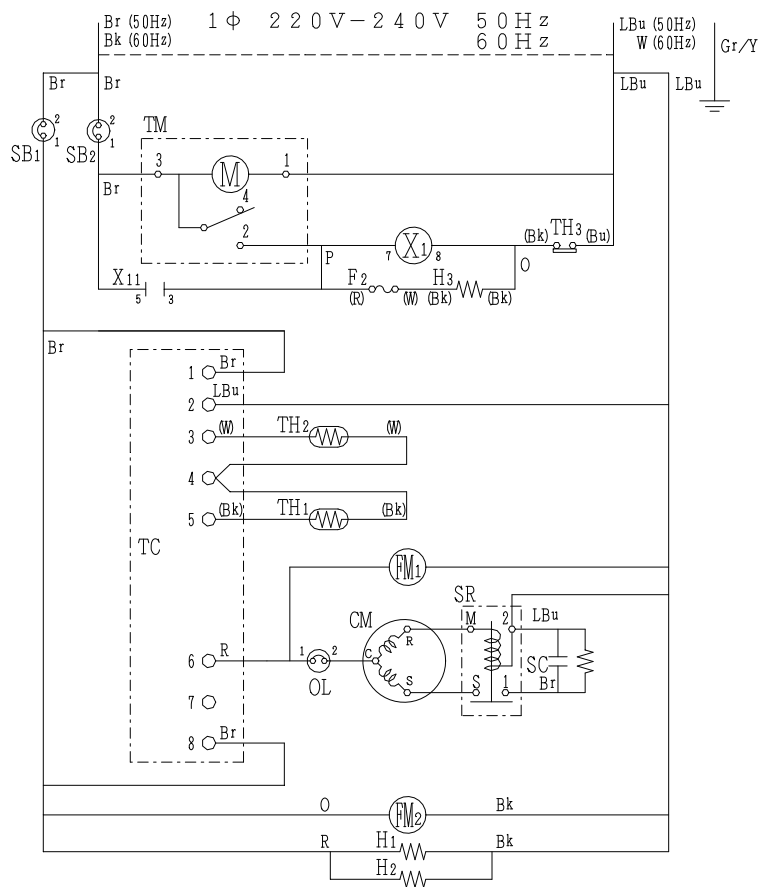 Br (50Hz) 1ϕ 220V-240V 50Hz LBu (50Hz)
Bk (60Hz) 60Hz W (60Hz) Gr/Y
Br Br LBu LBu
2 2
1 1
SB1 SB2
TM
3 M 1
Br
4
2
7 X1 8
(Bk) TH3 (Bu)
P O
X11
5 3
F2 H3
(R) (W) (Bk) (Bk)
Br
1 Br
2 LBu
3 (W) TH2 (W)
4
5 (Bk) TH1 (Bk)
TC
FM1
SR
CM M 2 LBu
R
6 R 1 2 C
OL
S S 1 SC
Br
7
8 Br
O FM2 Bk
R H1 Bk
H2